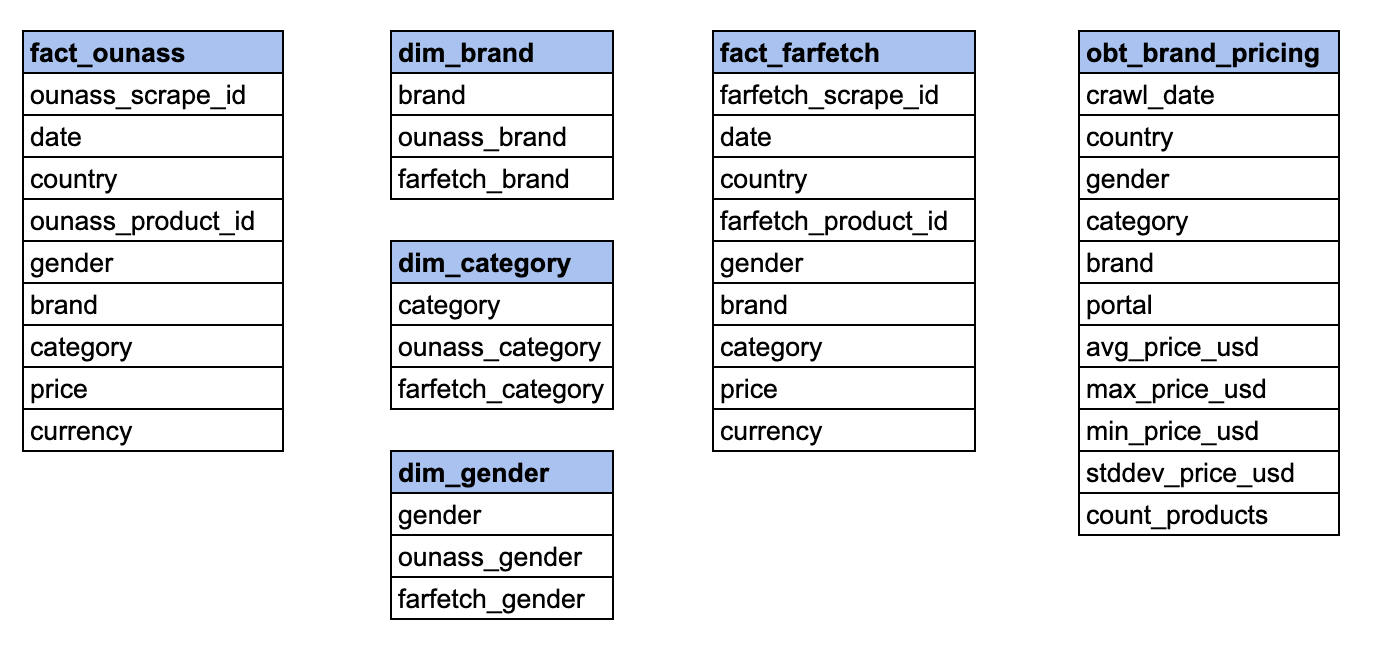 fact_ounass
ounass_scrape_id
date
country
ounass_product_id
gender
brand
category
price
currency
dim_brand
brand
ounass_brand
farfetch_brand
dim_category
category
ounass_category
farfetch_category
dim_gender
gender
ounass_gender
farfetch_gender
fact_farfetch
farfetch_scrape_id
date
country
farfetch_product_id
gender
brand
category
price
currency
obt_brand_pricing
crawl_date
country
gender
category
brand
portal
avg_price_usd
max_price_usd
min_price_usd
stddev_price_usd
count_products